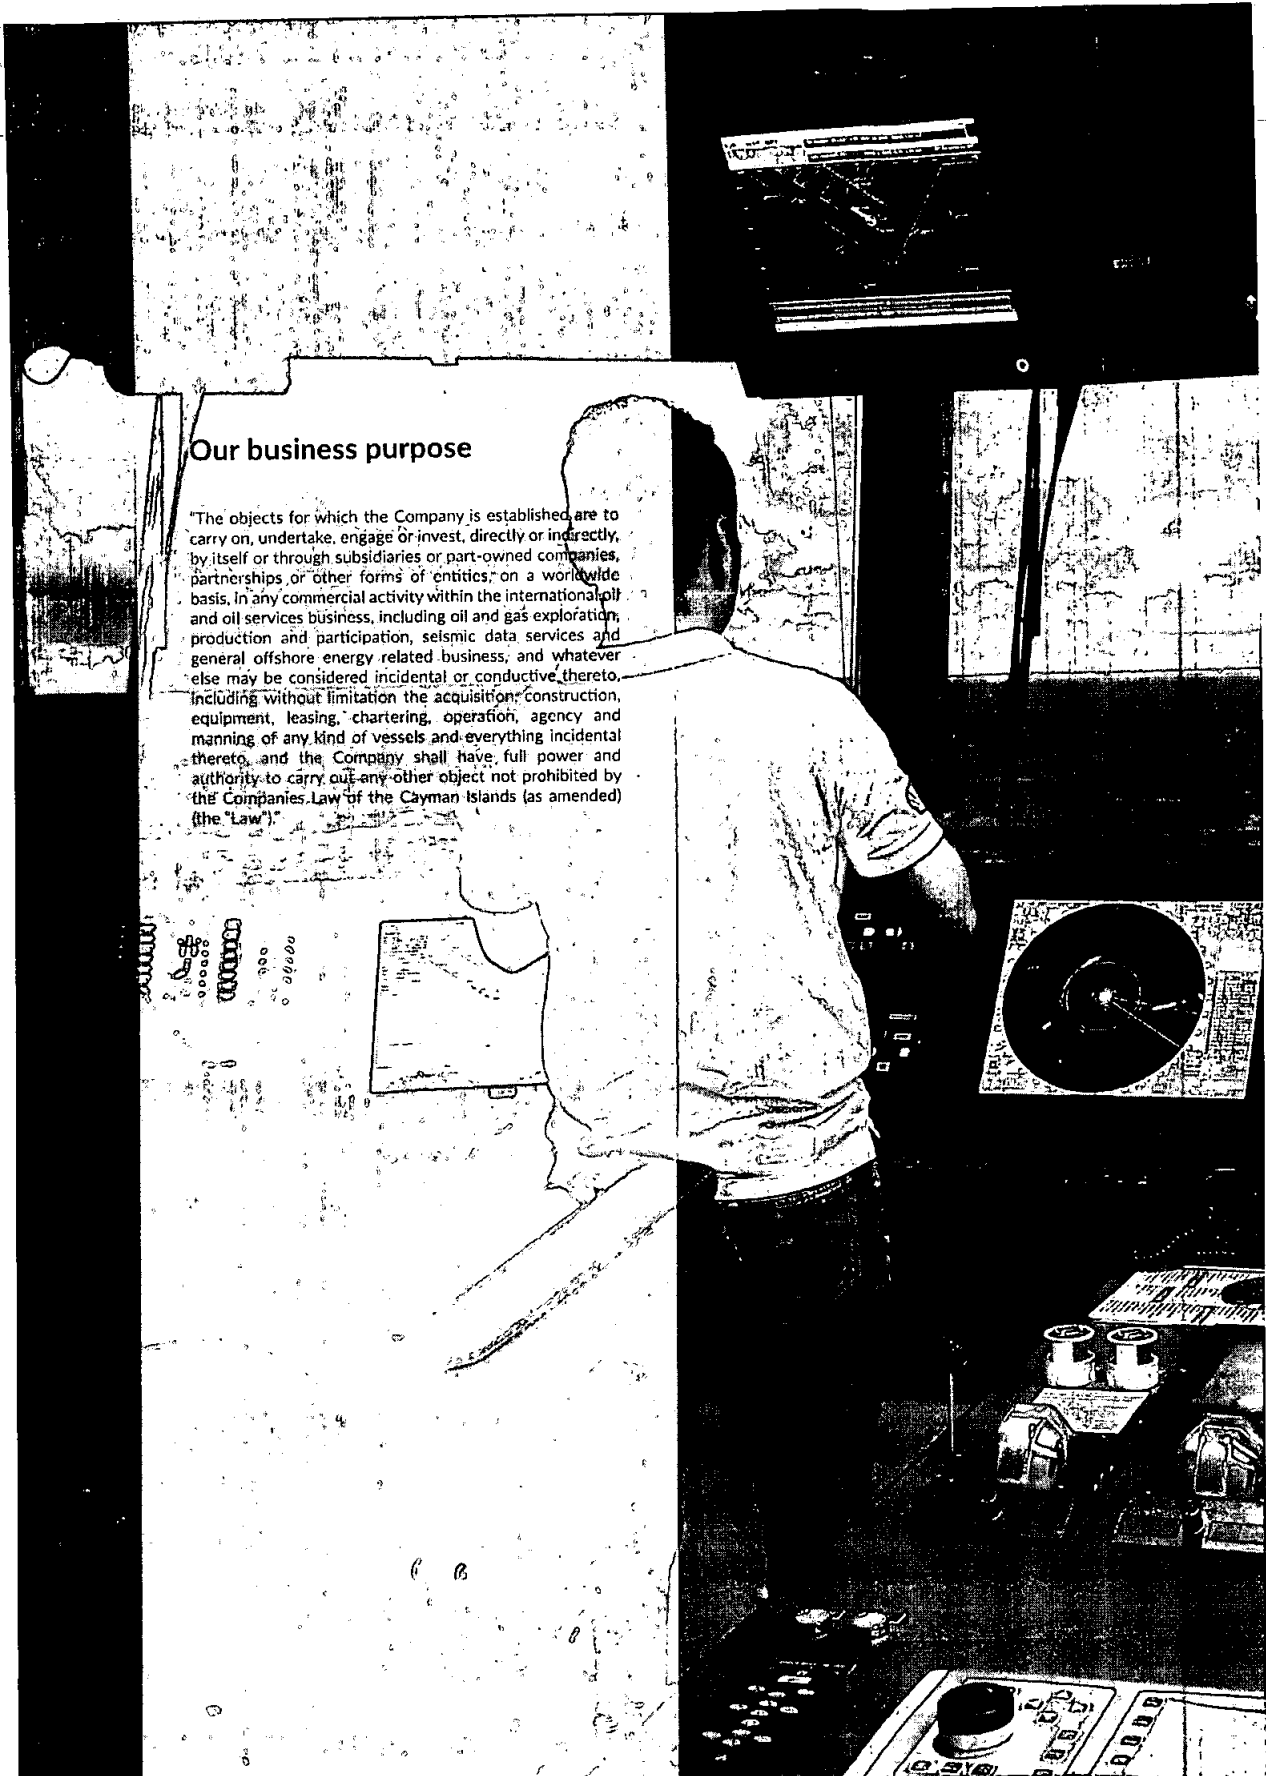 Our business purpose
"The objects for which the Company is established are to
carry on, undertake, engage or invest, directly or indirectly,
by itself or through subsidiaries or part-owned companies,
partnerships or other forms of entities, on a worldwide
basis, in any commercial activity within the international oil
and oil services business, including oil and gas exploration,
production and participation, seismic data services and
general offshore energy related business, and whatever
else may be considered incidental or conductive thereto,
including without limitation the acquisition, construction,
equipment, leasing, chartering, operation, agency and
manning of any kind of vessels and everything incidental
thereto, and the Company shall have full power and
authority to carry out any other object not prohibited by
the Companies Law of the Cayman Islands (as amended)
(the "Law")."